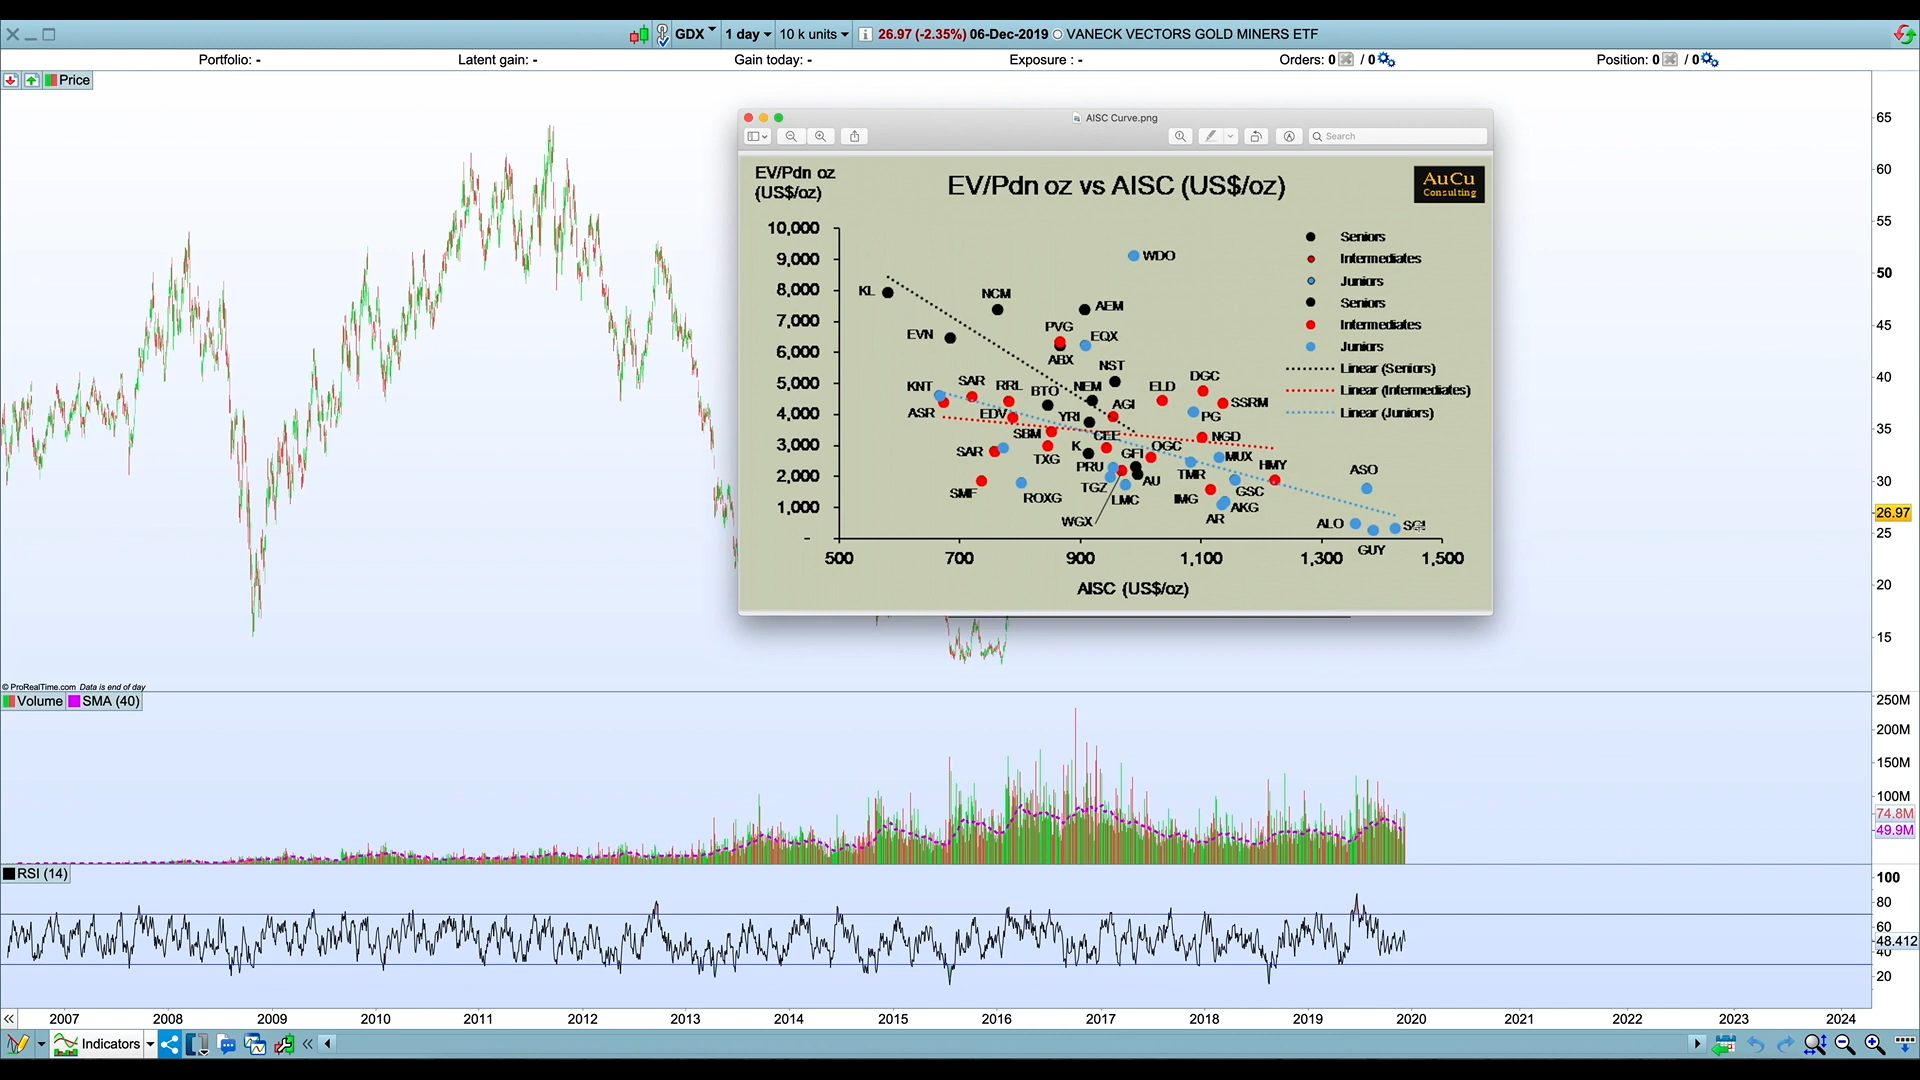 GDX
1 day
10 k units
26.97 (-2.35%) 06-Dec-2019 VANECK VECTORS GOLD MINERS ETF
Portfolio: -
Latent gain: -
Gain today: -
Exposure : -
Orders: 0 / 0
Position: 0 / 0
Price
AISC Curve.png
Search
EV/Pdn oz
(US$/oz)
EV/Pdn oz vs AISC (US$/oz)
AuCu
Consulting
10,000
9,000
8,000
7,000
6,000
5,000
4,000
3,000
2,000
1,000
-
Seniors
Intermediates
Juniors
Seniors
Intermediates
Juniors
Linear (Seniors)
Linear (Intermediates)
Linear (Juniors)
WDO
KL
NCM
AEM
EVN
PVG
EQX
ABX
NST
KNT
SAR
RRL
BTO
NEM
ELD
DGC
ASR
EDV
YRI
AGI
PG
SSRM
SBM
CEE
NGD
SAR
TXG
K
GFI
OGC
MUX
PRU
TMR
HMY
ASO
SMF
ROXG
TGZ
LMC
AU
IMG
GSC
WGX
AR
AKG
ALO
GUY
500
700
900
1,100
1,300
1,500
AISC (US$/oz)
65
60
55
50
45
40
35
30
26.97
25
20
15
© ProRealTime.com Data is end of day
Volume
SMA (40)
250M
200M
150M
100M
74.8M
49.9M
RSI (14)
100
80
60
48.412
40
20
2007
2008
2009
2010
2011
2012
2013
2014
2015
2016
2017
2018
2019
2020
2021
2022
2023
2024
Indicators